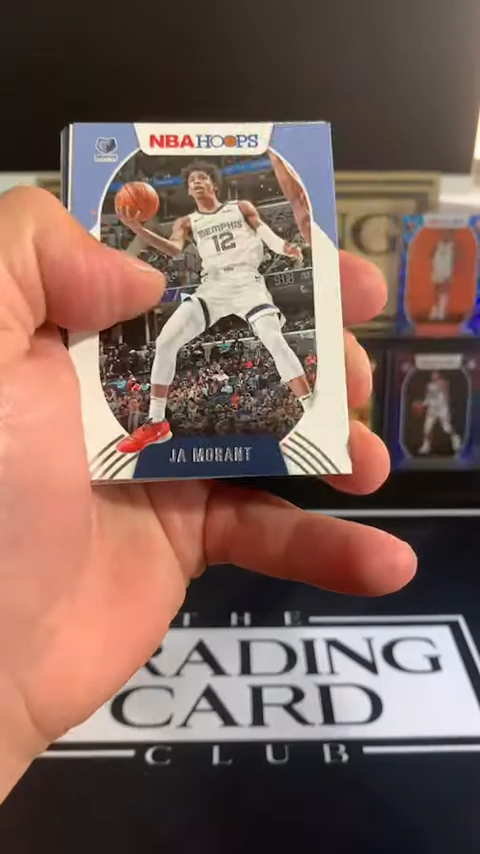 NBA HOOPS
MEMPHIS
12
JA MORANT
THE
TRADING
CARD
CLUB